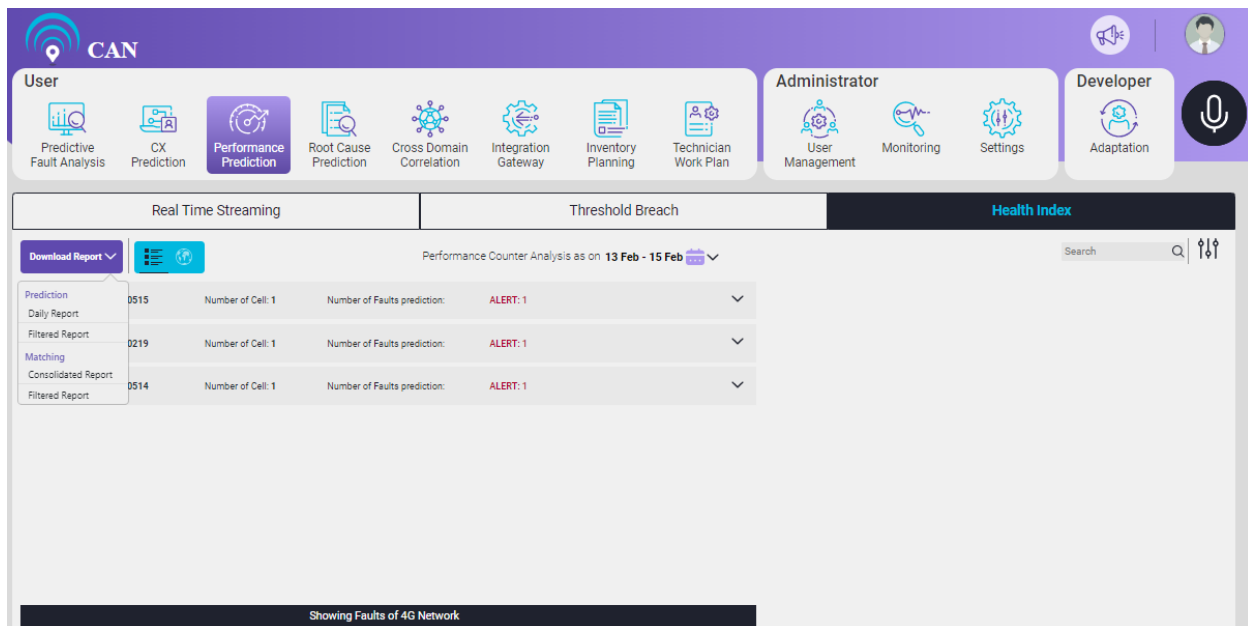 CAN
User
Administrator
Developer
Predictive
Fault Analysis
CX
Prediction
Performance
Prediction
Root Cause
Prediction
Cross Domain
Correlation
Integration
Gateway
Inventory
Planning
Technician
Work Plan
User
Management
Monitoring
Settings
Adaptation
Real Time Streaming
Threshold Breach
Health Index
Download Report
Performance Counter Analysis as on 13 Feb - 15 Feb
Search
Prediction
Daily Report
Filtered Report
Matching
Consolidated Report
Filtered Report
0515 Number of Cell: 1 Number of Faults prediction: ALERT: 1
0219 Number of Cell: 1 Number of Faults prediction: ALERT: 1
0514 Number of Cell: 1 Number of Faults prediction: ALERT: 1
Showing Faults of 4G Network